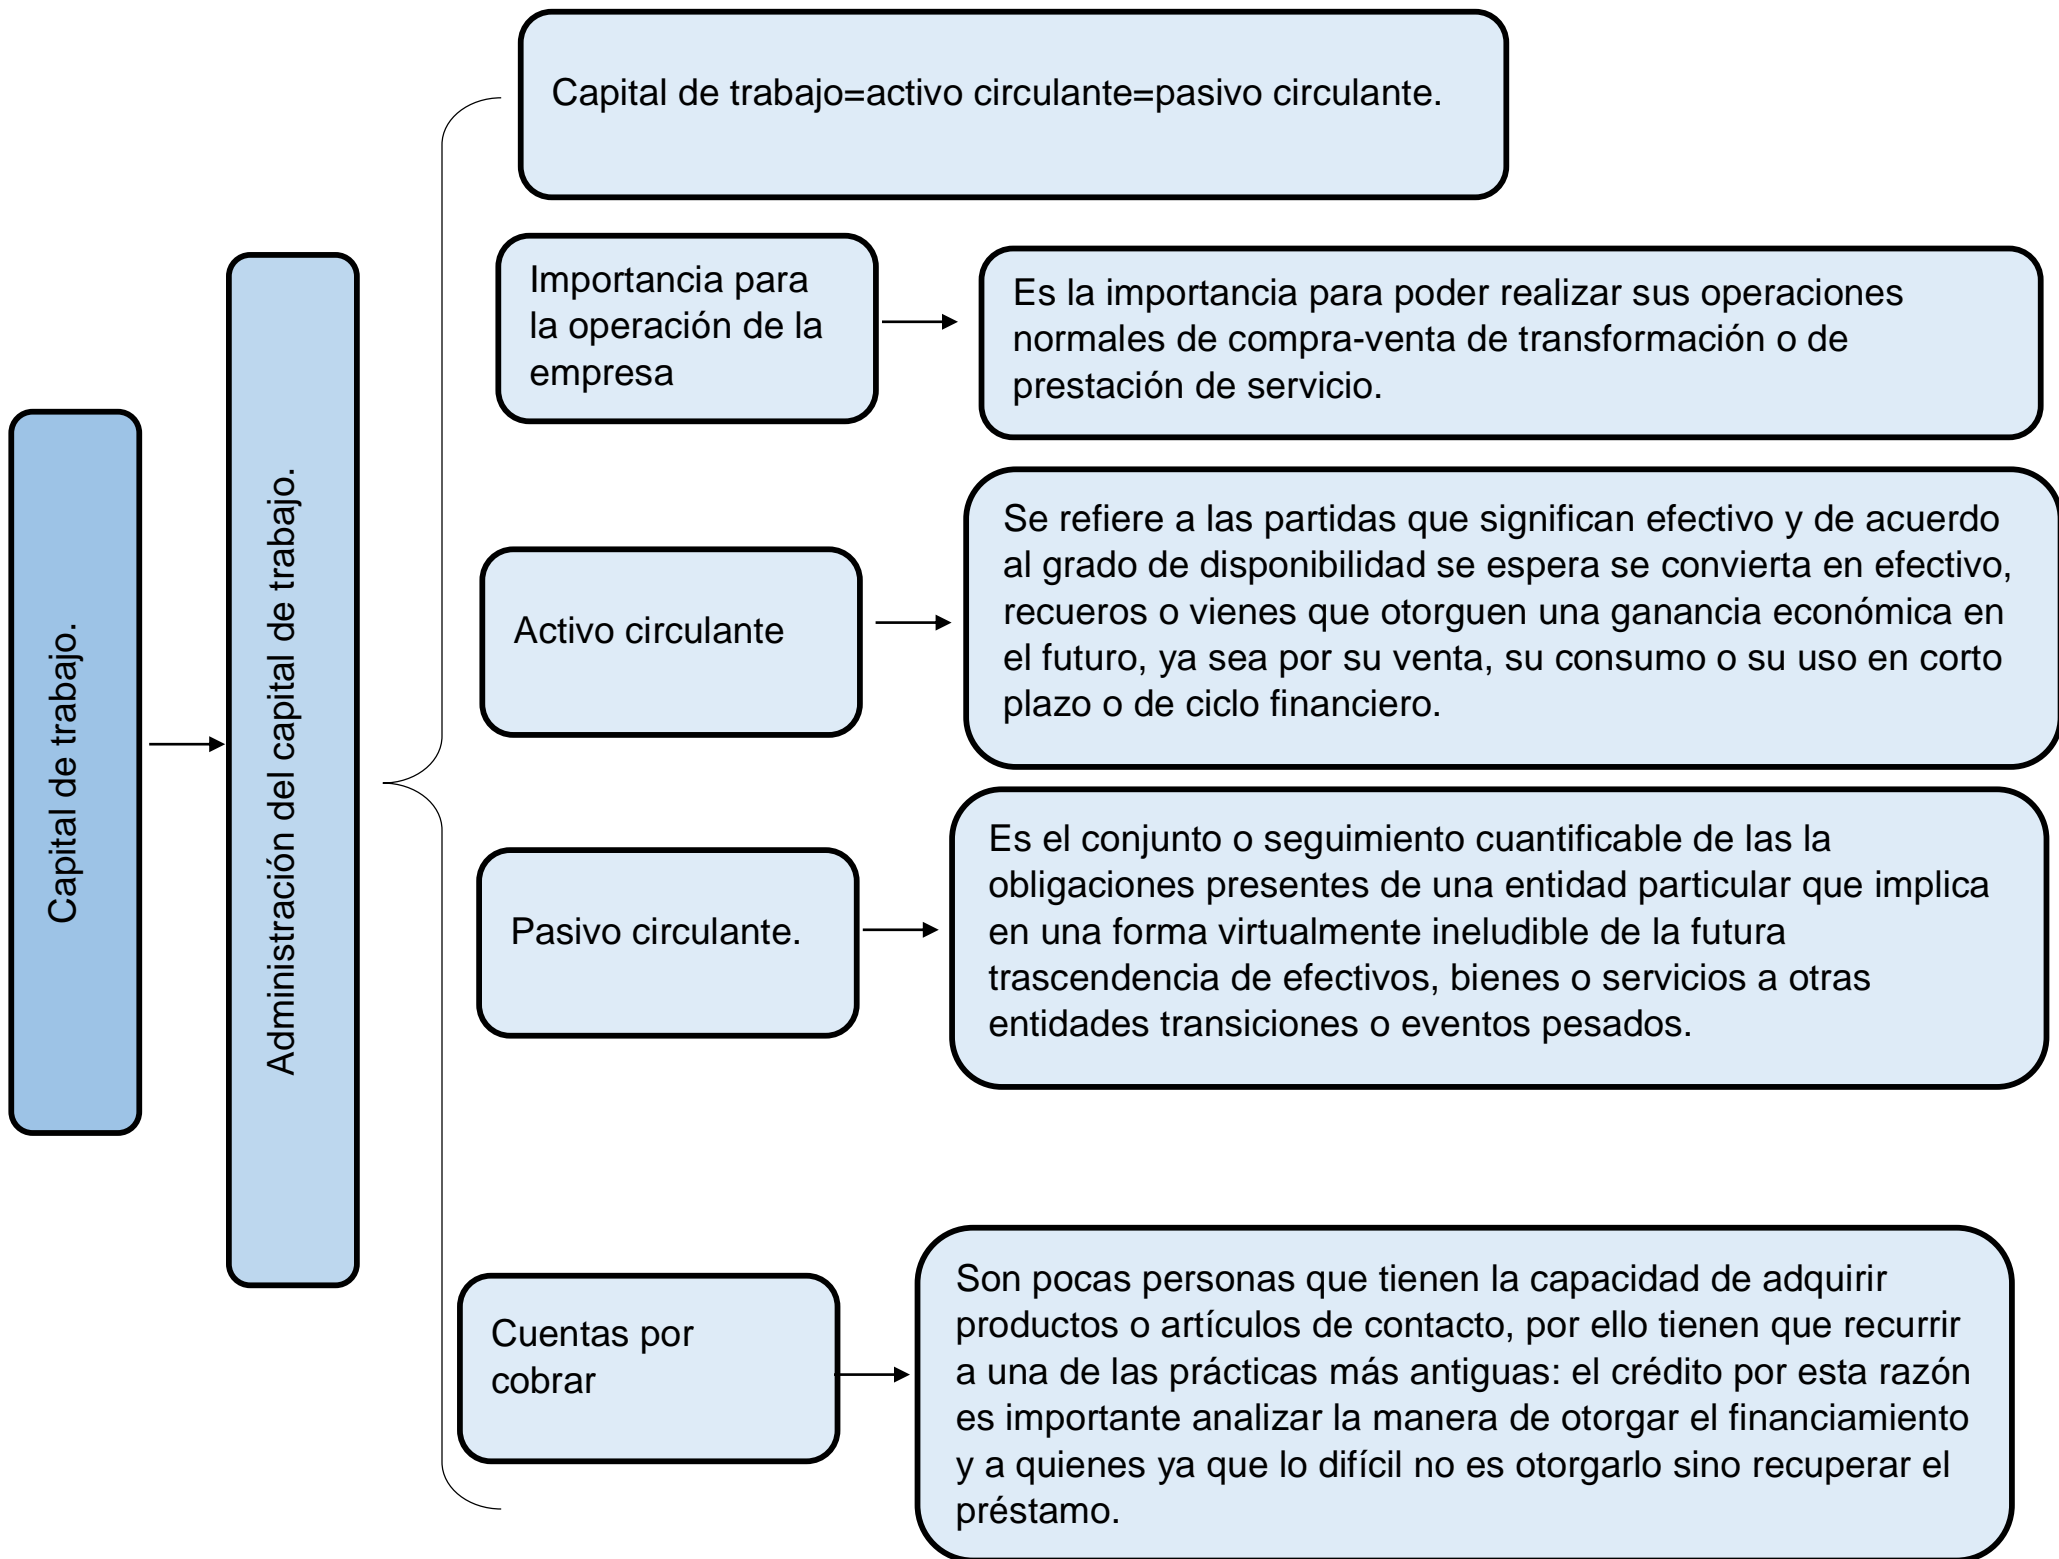 Capital de trabajo.
Administración del capital de trabajo.
Capital de trabajo=activo circulante=pasivo circulante.
Importancia para
la operación de la
empresa
Es la importancia para poder realizar sus operaciones
normales de compra-venta de transformación o de
prestación de servicio.
Activo circulante
Se refiere a las partidas que significan efectivo y de acuerdo
al grado de disponibilidad se espera se convierta en efectivo,
recueros o vienes que otorguen una ganancia económica en
el futuro, ya sea por su venta, su consumo o su uso en corto
plazo o de ciclo financiero.
Pasivo circulante.
Es el conjunto o seguimiento cuantificable de las la
obligaciones presentes de una entidad particular que implica
en una forma virtualmente ineludible de la futura
trascendencia de efectivos, bienes o servicios a otras
entidades transiciones o eventos pesados.
Cuentas por
cobrar
Son pocas personas que tienen la capacidad de adquirir
productos o artículos de contacto, por ello tienen que recurrir
a una de las prácticas más antiguas: el crédito por esta razón
es importante analizar la manera de otorgar el financiamiento
y a quienes ya que lo difícil no es otorgarlo sino recuperar el
préstamo.